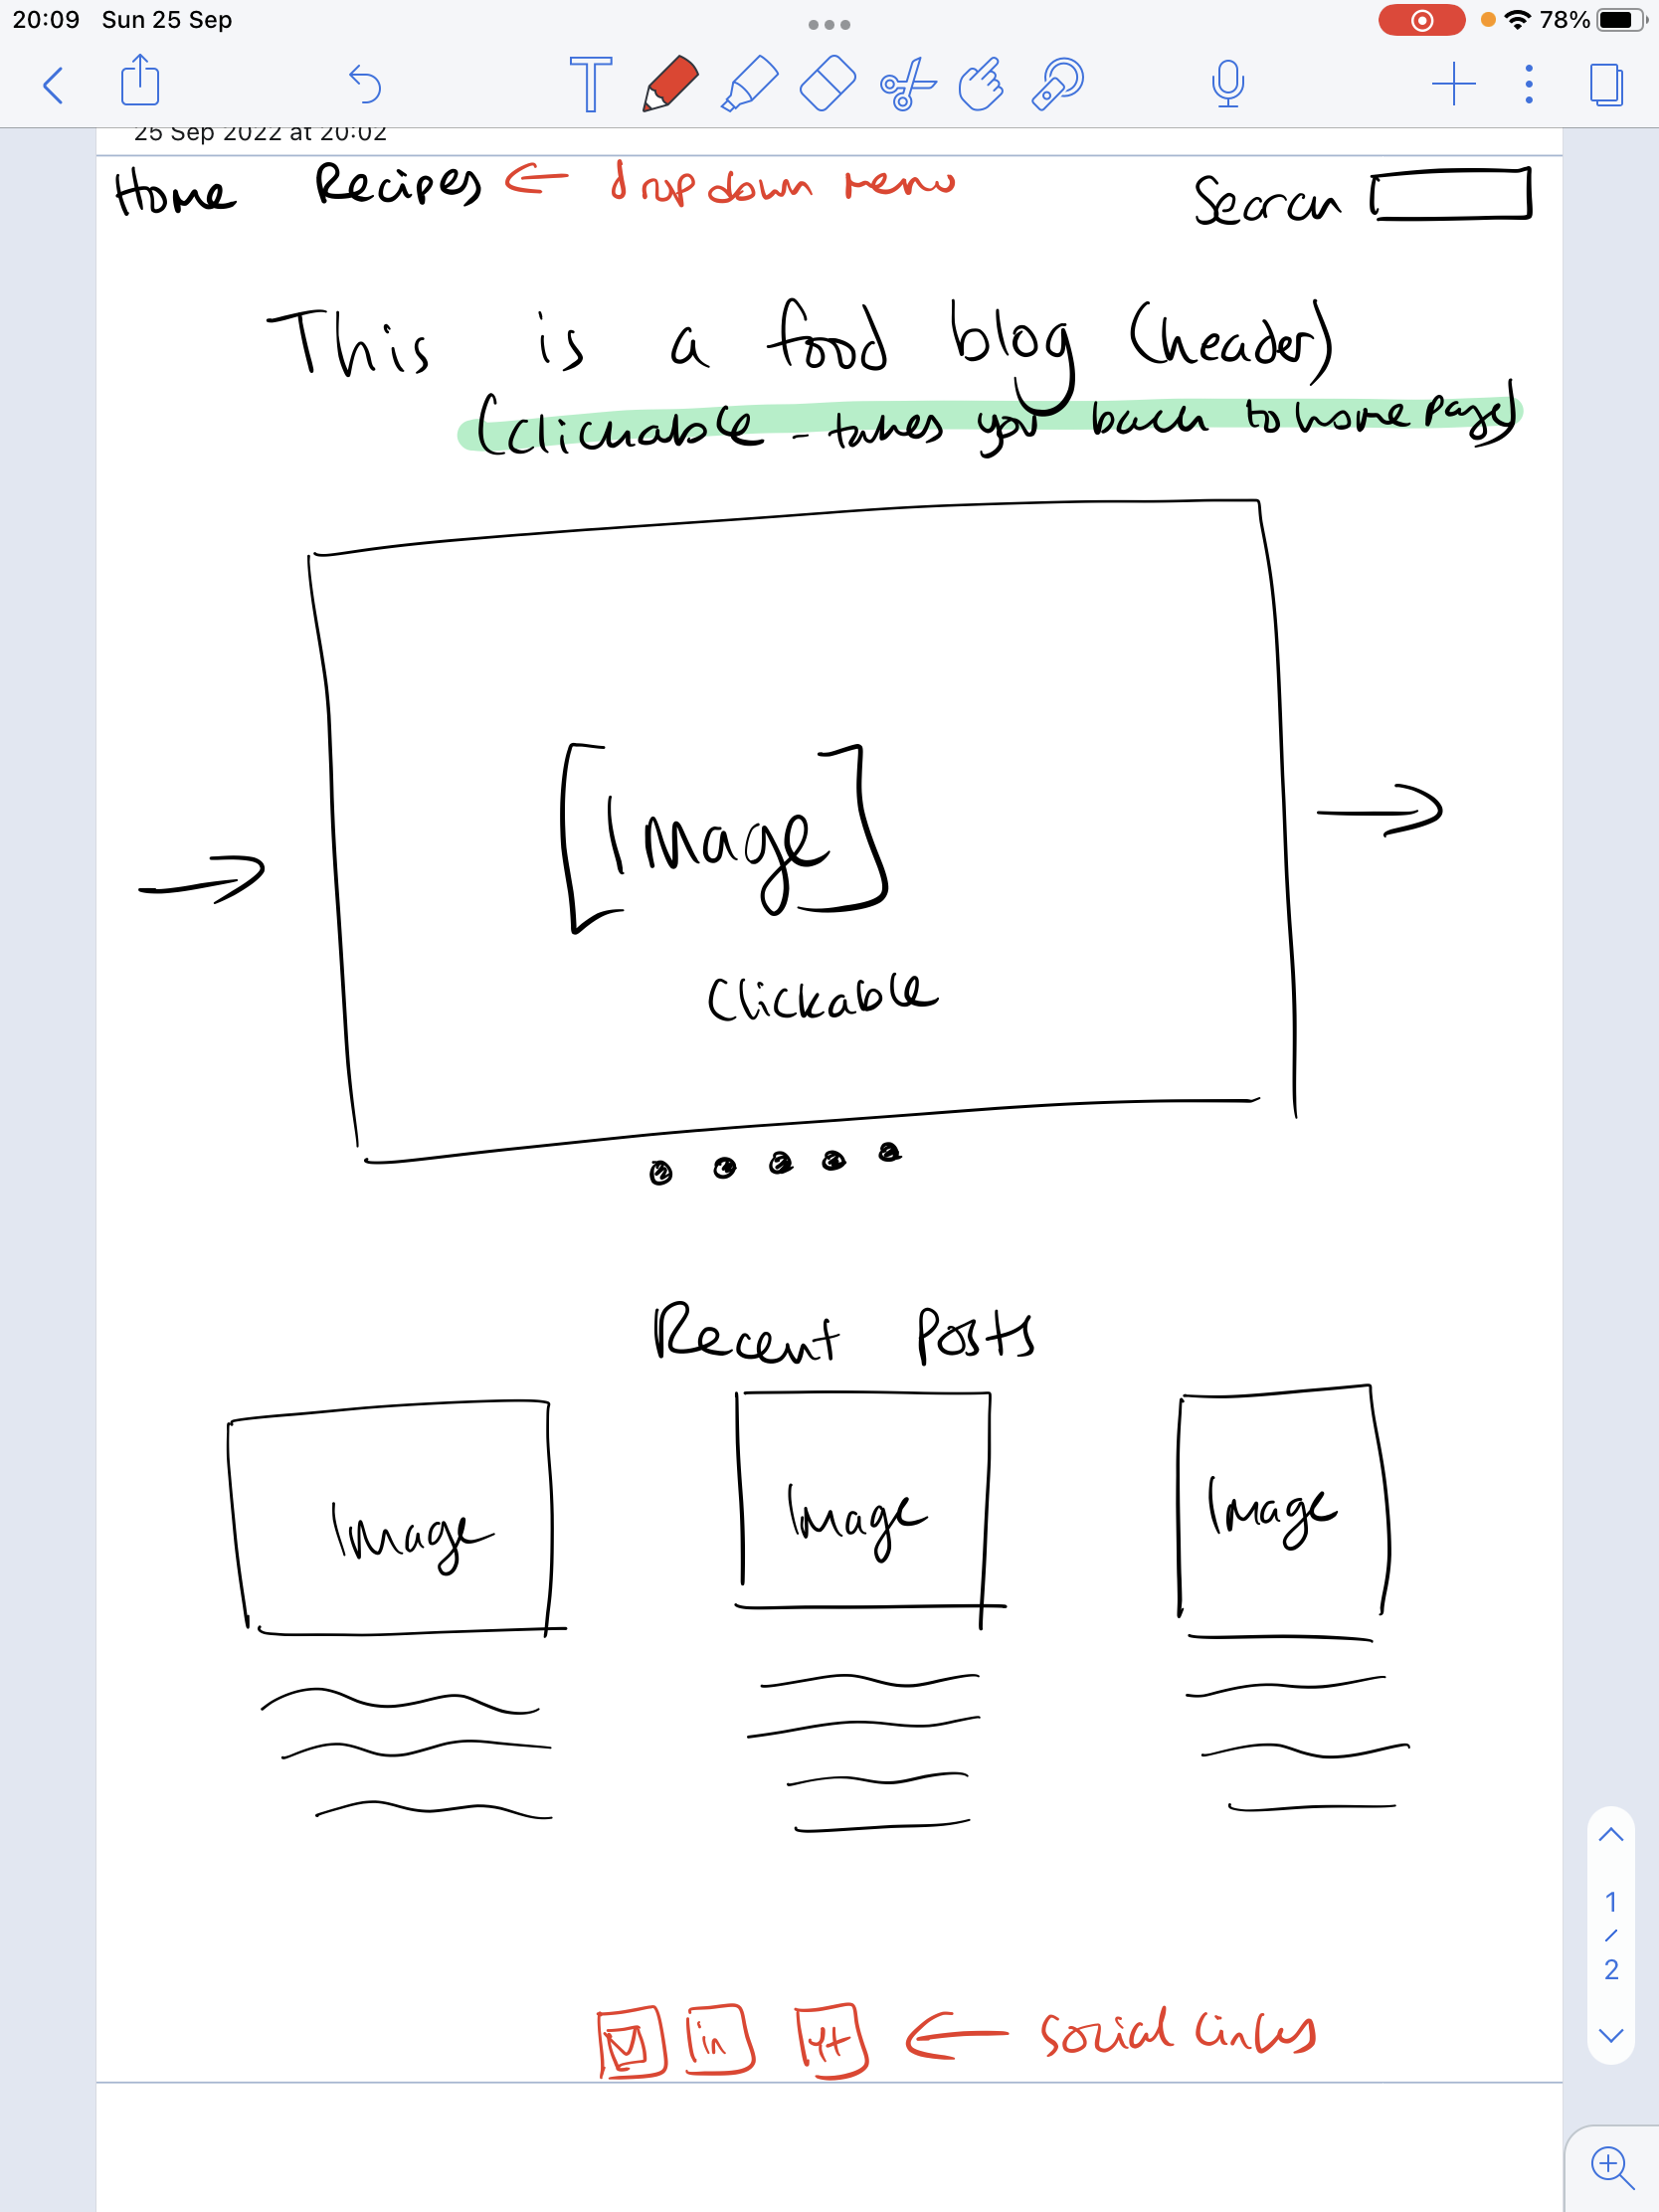 20:09 Sun 25 Sep 78%
25 Sep 2022 at 20:02
Home Recipes ← drop down menu Search
This is a food blog (header)
(clickable - takes you back to home page)
[Image]
Clickable
Recent Posts
Image Image Image
in yt ← social links
1
/
2